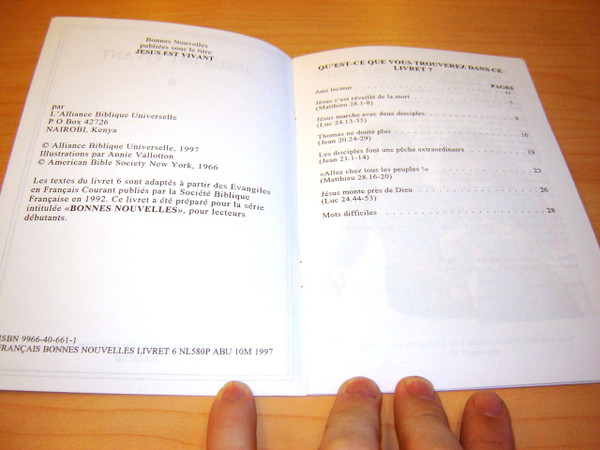 Bonnes Nouvelles
publiées sous le titre
JESUS EST VIVANT
par
L'Alliance Biblique Universelle
P O Box 42726
NAIROBI, Kenya
© Alliance Biblique Universelle, 1997
Illustrations par Annie Vallotton
© American Bible Society New York, 1966
Les textes du livret 6 sont adaptés à partir des Evangiles
en Français Courant publiés par la Société Biblique
Française en 1992. Ce livret a été préparé pour la série
intitulée «BONNES NOUVELLES», pour lecteurs
débutants.
ISBN 9966-40-661-1
FRANÇAIS BONNES NOUVELLES LIVRET 6 NL580P ABU 10M 1997
QU'EST-CE QUE VOUS TROUVEREZ DANS CE
LIVRET ?
PAGES
Ami lecteur
Jésus s'est réveillé de la mort 5
(Matthieu 28.1-8)
Jésus marche avec deux disciples
(Luc 24.13-35)
Thomas ne doute plus 16
(Jean 20.24-29)
Les disciples font une pêche extraordinaire 19
(Jean 21.1-14)
«Allez chez tous les peuples !» 23
(Matthieu 28.16-20)
Jésus monte près de Dieu 26
(Luc 24.44-53)
Mots difficiles 28